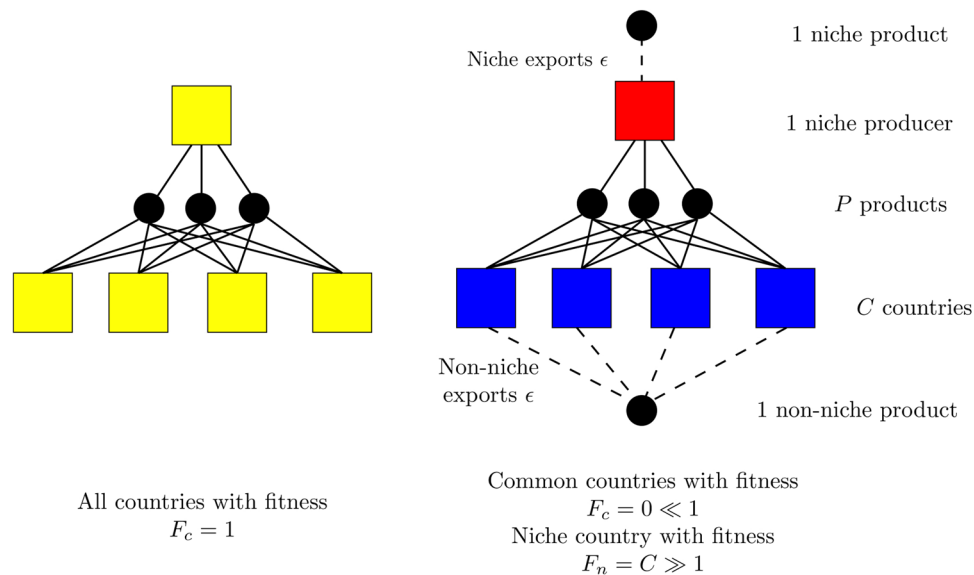 1 niche product
Niche exports ϵ
1 niche producer
P products
C countries
Non-niche
exports ϵ
1 non-niche product
All countries with fitness
F_c = 1
Common countries with fitness
F_c = 0 ≪ 1
Niche country with fitness
F_n = C ≫ 1